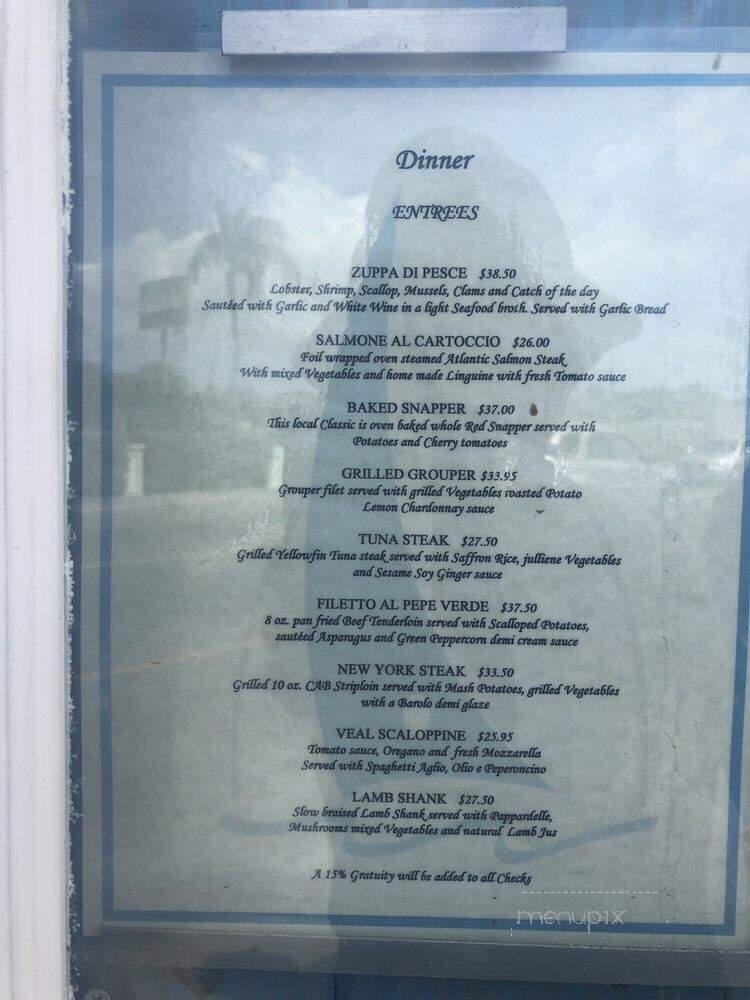 Dinner
ENTREES
ZUPPA DI PESCE $38.50
Lobster, Shrimp, Scallop, Mussels, Clams and Catch of the day
Sautéed with Garlic and White Wine in a light Seafood broth. Served with Garlic Bread
SALMONE AL CARTOCCIO $26.00
Foil wrapped oven steamed Atlantic Salmon Steak
With mixed Vegetables and home made Linguine with fresh Tomato sauce
BAKED SNAPPER $37.00
This local Classic is oven baked whole Red Snapper served with
Potatoes and Cherry tomatoes
GRILLED GROUPER $33.95
Grouper filet served with grilled Vegetables roasted Potato
Lemon Chardonnay sauce
TUNA STEAK $27.50
Grilled Yellowfin Tuna steak served with Saffron Rice, julliene Vegetables
and Sesame Soy Ginger sauce
FILETTO AL PEPE VERDE $37.50
8 oz. pan fried Beef Tenderloin served with Scalloped Potatoes,
sautéed Asparagus and Green Peppercorn demi cream sauce
NEW YORK STEAK $33.50
Grilled 10 oz. CAB Striploin served with Mash Potatoes, grilled Vegetables
with a Barolo demi glaze
VEAL SCALOPPINE $25.95
Tomato sauce, Oregano and fresh Mozzarella
Served with Spaghetti Aglio, Olio e Peperoncino
LAMB SHANK $27.50
Slow braised Lamb Shank served with Pappardelle,
Mushrooms mixed Vegetables and natural Lamb Jus
A 15% Gratuity will be added to all Checks
menupix